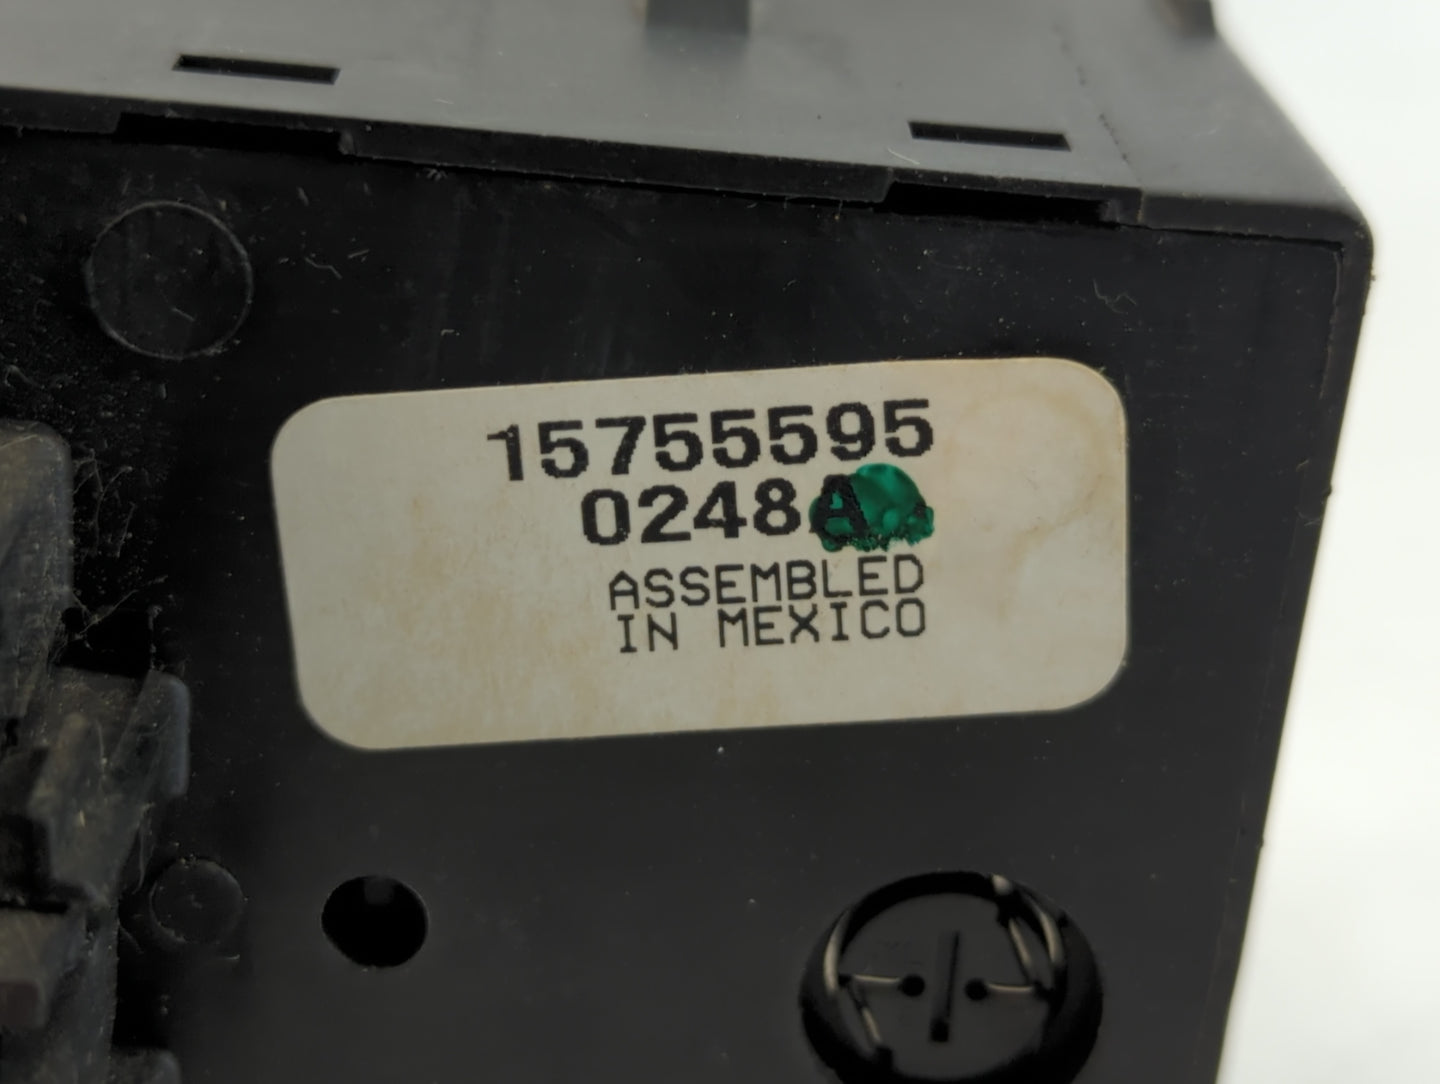 15755595
0248A
ASSEMBLED
IN MEXICO